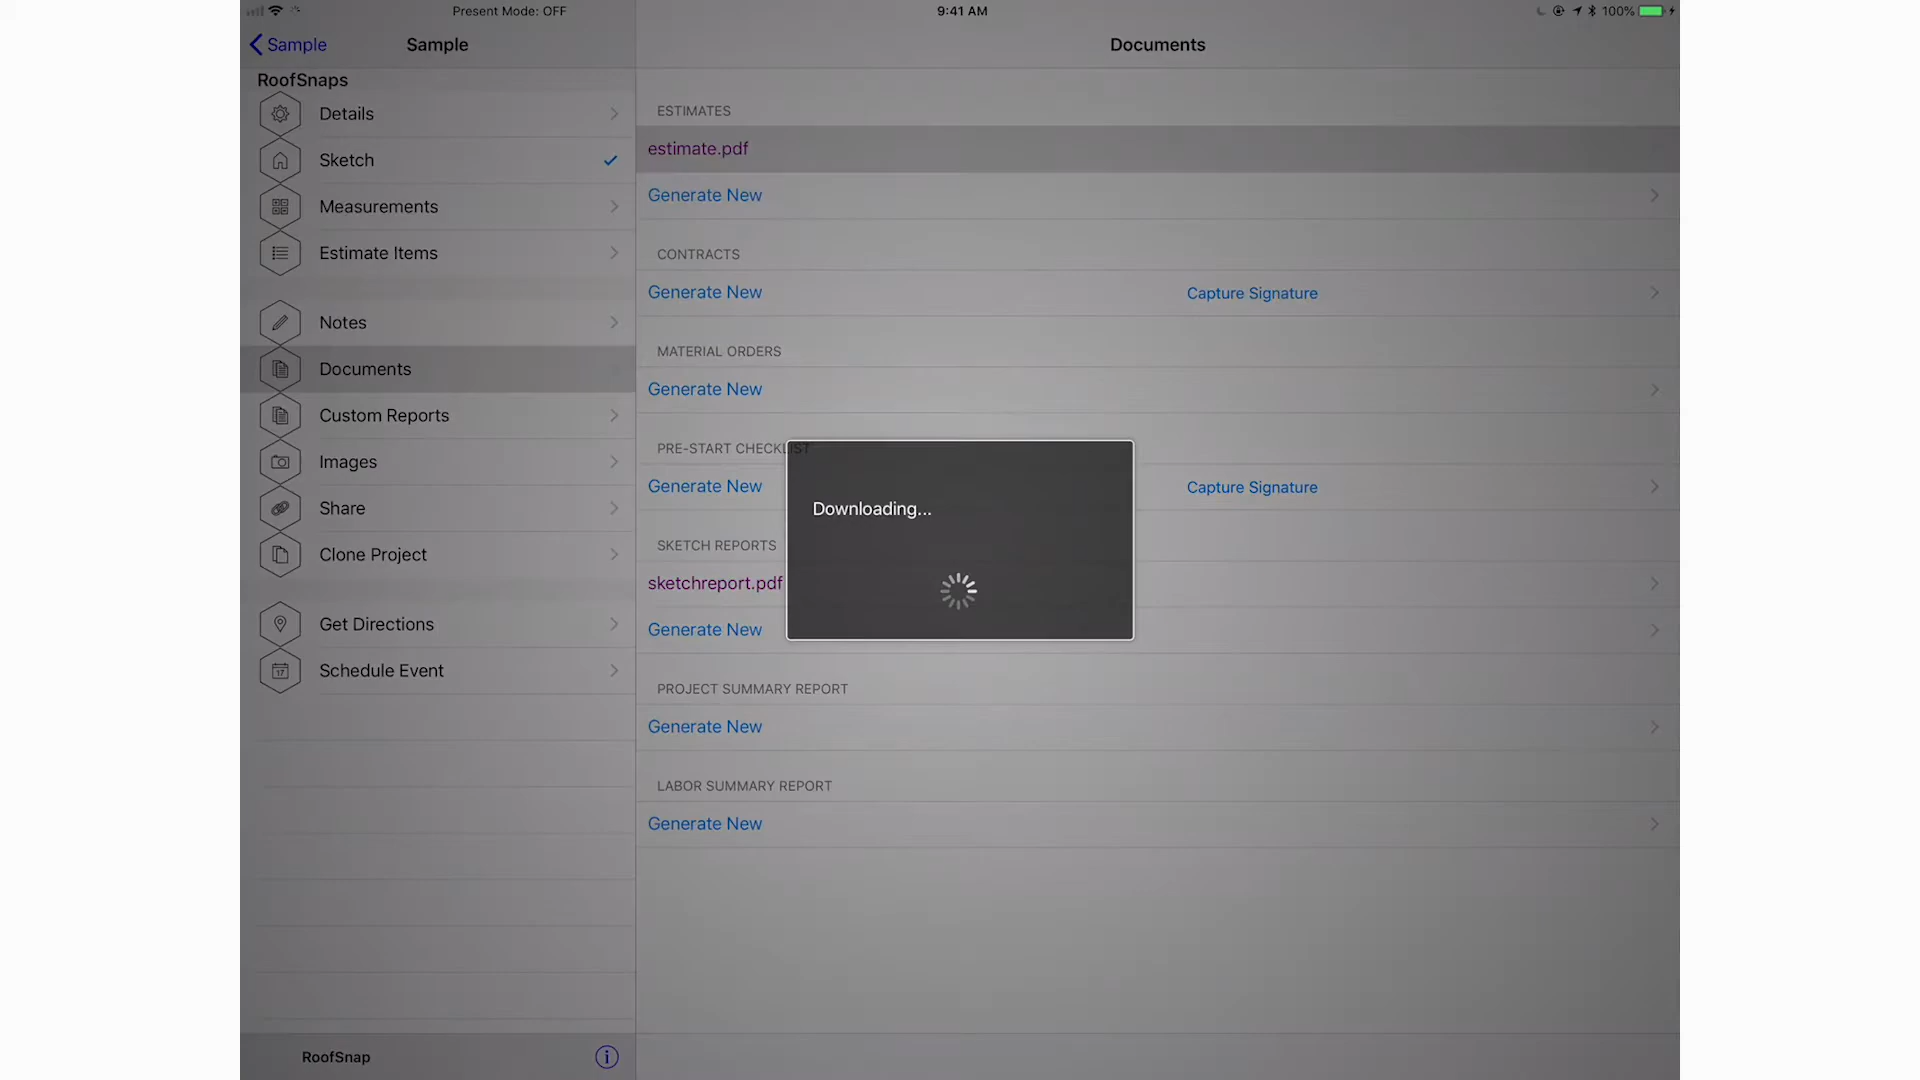 Present Mode: OFF
9:41 AM
100%
Sample
Sample
Documents
RoofSnaps
Details
Sketch
Measurements
Estimate Items
Notes
Documents
Custom Reports
Images
Share
Clone Project
Get Directions
17
Schedule Event
RoofSnap
ESTIMATES
estimate.pdf
Generate New
CONTRACTS
Generate New
Capture Signature
MATERIAL ORDERS
Generate New
PRE-START CHECKLIST
Generate New
Capture Signature
SKETCH REPORTS
sketchreport.pdf
Generate New
PROJECT SUMMARY REPORT
Generate New
LABOR SUMMARY REPORT
Generate New
Downloading...